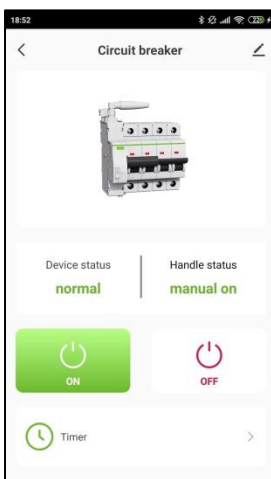 18:52
Circuit breaker
Device status
Handle status
normal
manual on
ON
OFF
Timer